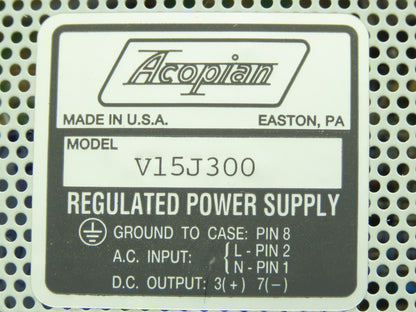 Acopian
MADE IN U.S.A. EASTON, PA
MODEL
V15J300
REGULATED POWER SUPPLY
GROUND TO CASE: PIN 8
A.C. INPUT: { L - PIN 2
N - PIN 1
D.C. OUTPUT: 3(+) 7(-)